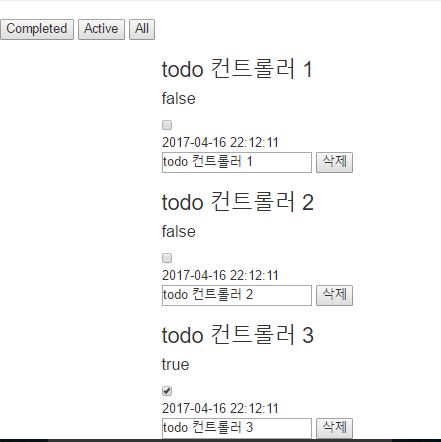 Completed Active All
todo 컨트롤러 1
false
2017-04-16 22:12:11
todo 컨트롤러 1 삭제
todo 컨트롤러 2
false
2017-04-16 22:12:11
todo 컨트롤러 2 삭제
todo 컨트롤러 3
true
2017-04-16 22:12:11
todo 컨트롤러 3 삭제